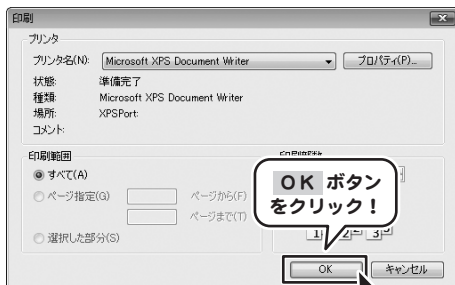 印刷
プリンタ
プリンタ名(N): Microsoft XPS Document Writer プロパティ(P)...
状態: 準備完了
種類: Microsoft XPS Document Writer
場所: XPSPort:
コメント:
印刷範囲
すべて(A)
ページ指定(G) ページから(F)
ページまで(T)
選択した部分(S)
OK ボタン
をクリック！
OK キャンセル